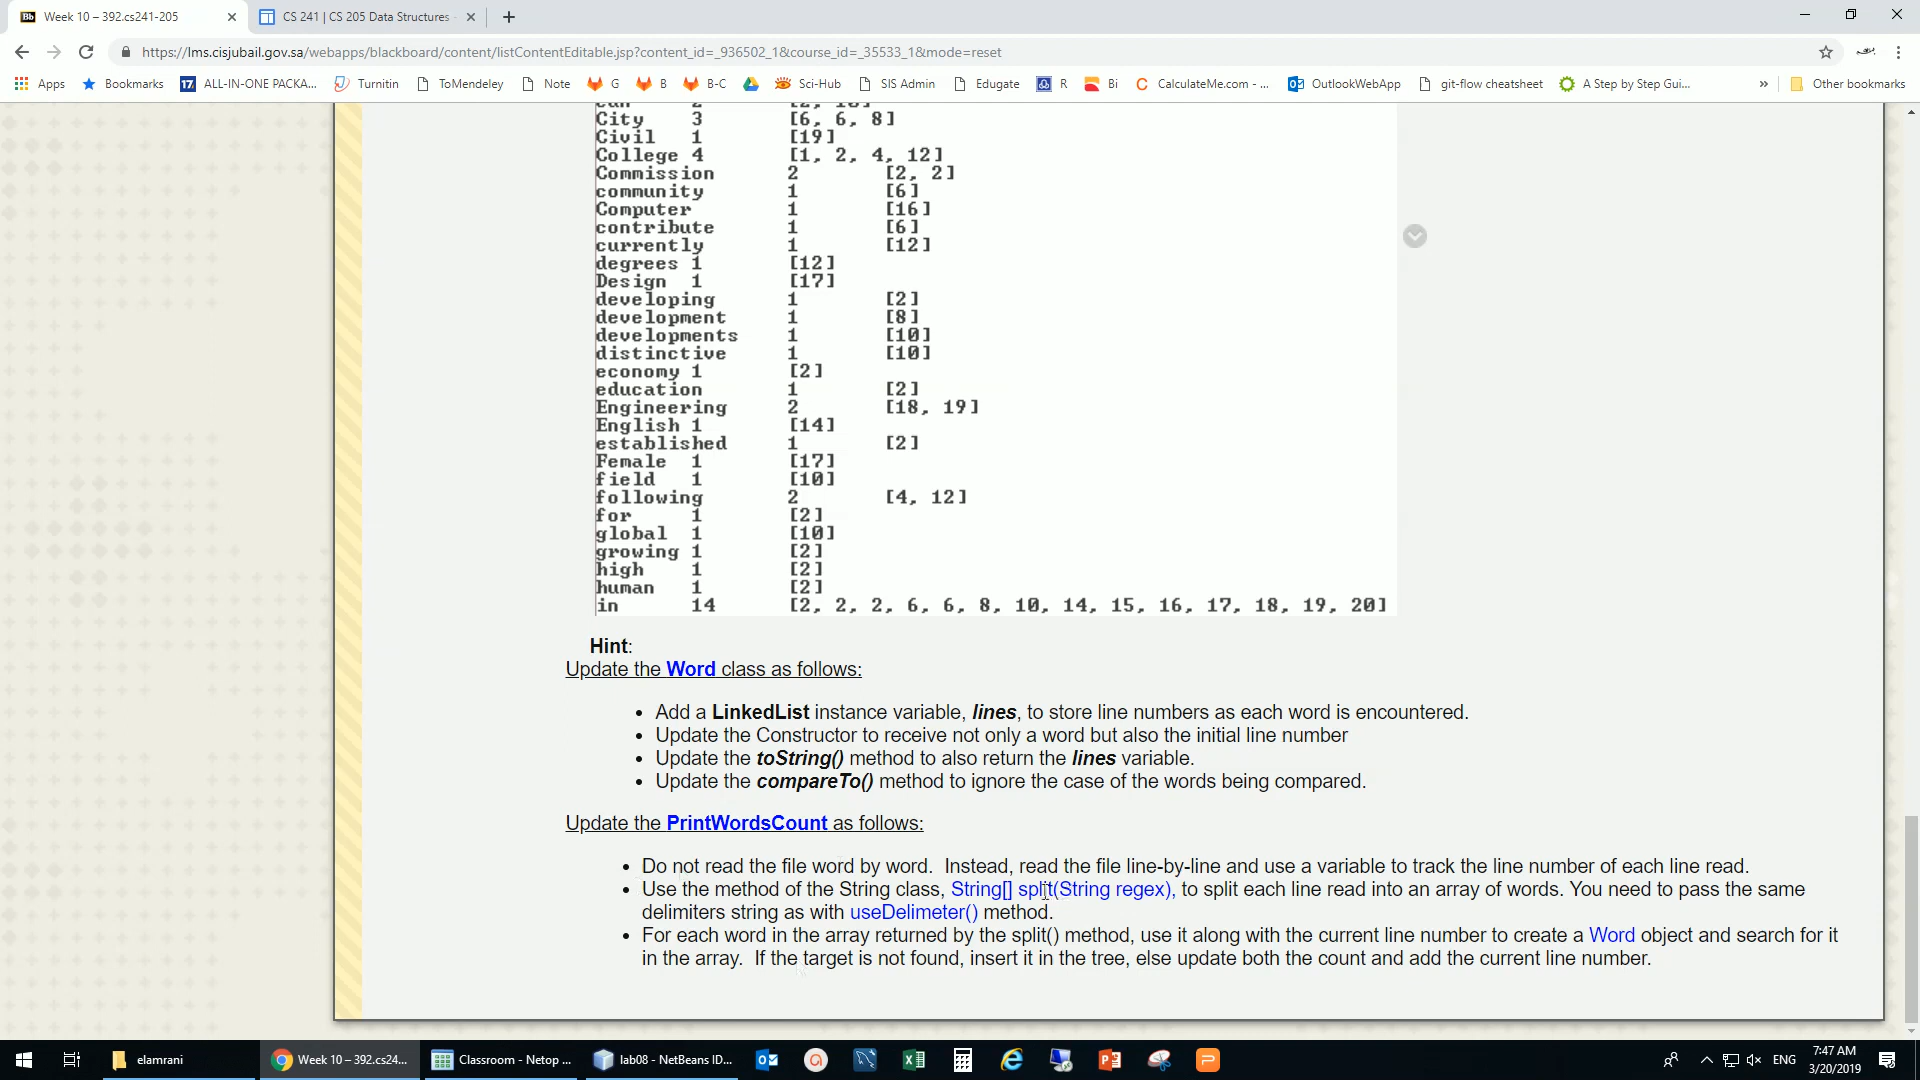 Week 10 – 392.cs241-205
CS 241 | CS 205 Data Structures
https://lms.cisjubail.gov.sa/webapps/blackboard/content/listContentEditable.jsp?content_id=_936502_1&course_id=_35533_1&mode=reset
Apps Bookmarks ALL-IN-ONE PACKA... Turnitin ToMendeley Note G B B-C Sci-Hub SIS Admin Edugate R Bi CalculateMe.com - ... OutlookWebApp git-flow cheatsheet A Step by Step Gui... » Other bookmarks
City 3 [6, 6, 8]
Civil 1 [19]
College 4 [1, 2, 4, 12]
Commission 2 [2, 2]
community 1 [6]
Computer 1 [16]
contribute 1 [6]
currently 1 [12]
degrees 1 [12]
Design 1 [17]
developing 1 [2]
development 1 [8]
developments 1 [10]
distinctive 1 [10]
economy 1 [2]
education 1 [2]
Engineering 2 [18, 19]
English 1 [14]
established 1 [2]
Female 1 [17]
field 1 [10]
following 2 [4, 12]
for 1 [2]
global 1 [10]
growing 1 [2]
high 1 [2]
human 1 [2]
in 14 [2, 2, 2, 6, 6, 8, 10, 14, 15, 16, 17, 18, 19, 20]
Hint:
Update the Word class as follows:
• Add a LinkedList instance variable, lines, to store line numbers as each word is encountered.
• Update the Constructor to receive not only a word but also the initial line number
• Update the toString() method to also return the lines variable.
• Update the compareTo() method to ignore the case of the words being compared.
Update the PrintWordsCount as follows:
• Do not read the file word by word. Instead, read the file line-by-line and use a variable to track the line number of each line read.
• Use the method of the String class, String[] split(String regex), to split each line read into an array of words. You need to pass the same
delimiters string as with useDelimeter() method.
• For each word in the array returned by the split() method, use it along with the current line number to create a Word object and search for it
in the array. If the target is not found, insert it in the tree, else update both the count and add the current line number.
elamrani
Week 10 – 392.cs24...
Classroom - Netop ...
lab08 - NetBeans ID...
ENG
7:47 AM
3/20/2019